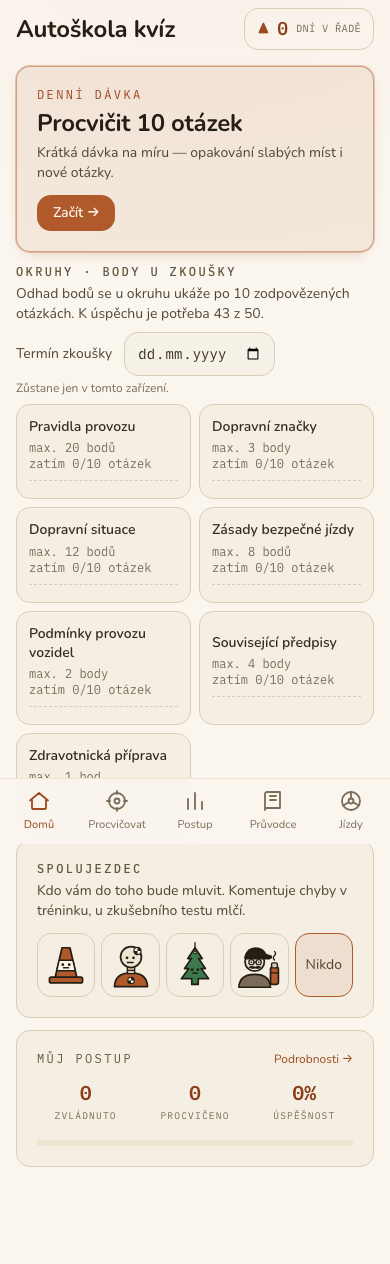 Autoškola kvíz
0 DNÍ V ŘADĚ
DENNÍ DÁVKA
Procvičit 10 otázek
Krátká dávka na míru — opakování slabých míst i
nové otázky.
Začít →
OKRUHY · BODY U ZKOUŠKY
Odhad bodů se u okruhu ukáže po 10 zodpovězených
otázkách. K úspěchu je potřeba 43 z 50.
Termín zkoušky dd.mm.yyyy
Zůstane jen v tomto zařízení.
Pravidla provozu
max. 20 bodů
zatím 0/10 otázek
Dopravní značky
max. 3 body
zatím 0/10 otázek
Dopravní situace
max. 12 bodů
zatím 0/10 otázek
Zásady bezpečné jízdy
max. 8 bodů
zatím 0/10 otázek
Podmínky provozu
vozidel
max. 2 body
zatím 0/10 otázek
Související předpisy
max. 4 body
zatím 0/10 otázek
Zdravotnická příprava
max. 1 bod
Domů
Procvičovat
Postup
Průvodce
Jízdy
SPOLUJEZDEC
Kdo vám do toho bude mluvit. Komentuje chyby v
tréninku, u zkušebního testu mlčí.
Nikdo
MŮJ POSTUP
Podrobnosti →
0
ZVLÁDNUTO
0
PROCVIČENO
0%
ÚSPĚŠNOST